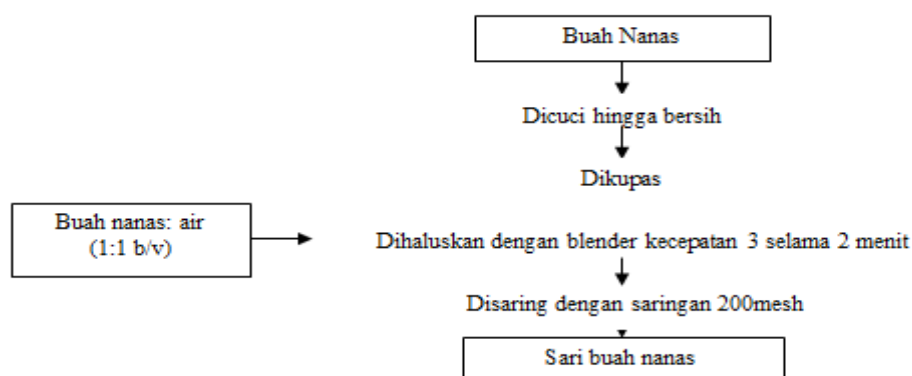 Buah Nanas
Dicuci hingga bersih
Dikupas
Buah nanas: air
(1:1 b/v)
Dihaluskan dengan blender kecepatan 3 selama 2 menit
Disaring dengan saringan 200mesh
Sari buah nanas